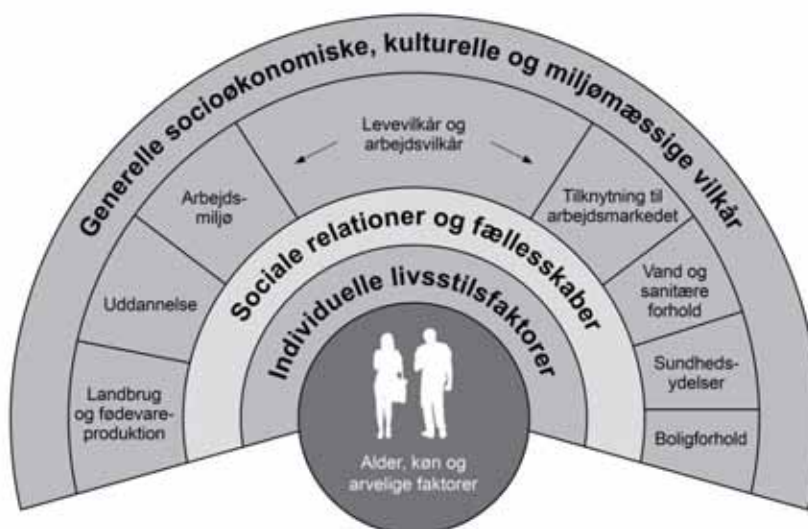 Generelle socioøkonomiske, kulturelle og miljømæssige vilkår
Levevilkår og
arbejdsvilkår
Arbejds-
miljø
Tilknytning til
arbejdsmarkedet
Uddannelse
Vand og
sanitære
forhold
Landbrug
og fødevare-
produktion
Sundheds-
ydelser
Boligforhold
Sociale relationer og fællesskaber
Individuelle livsstilsfaktorer
Alder, køn og
arvelige faktorer